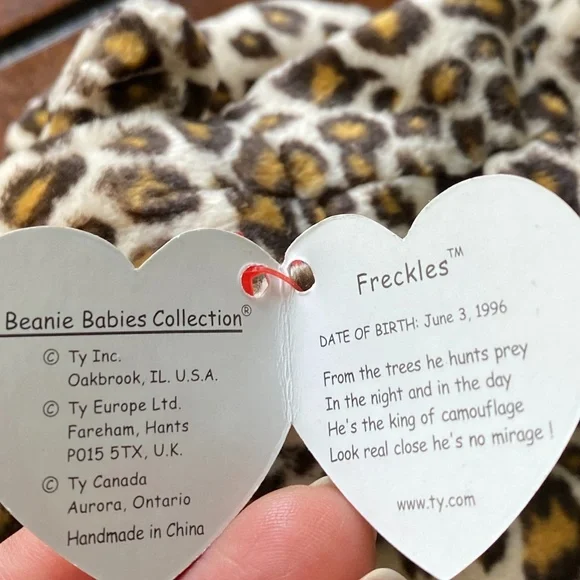 Beanie Babies Collection®
© Ty Inc.
Oakbrook, IL. U.S.A.
© Ty Europe Ltd.
Fareham, Hants
P015 5TX, U.K.
© Ty Canada
Aurora, Ontario
Handmade in China
Freckles™
DATE OF BIRTH: June 3, 1996
From the trees he hunts prey
In the night and in the day
He's the king of camouflage
Look real close he's no mirage !
www.ty.com